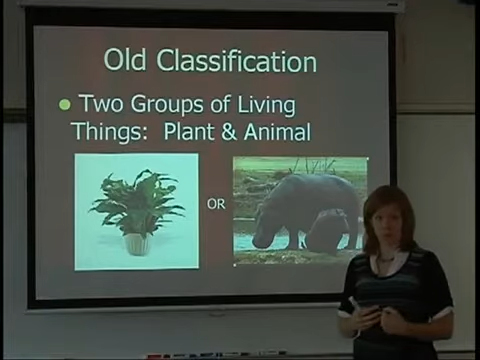 Old Classification
Two Groups of Living
Things: Plant & Animal
OR